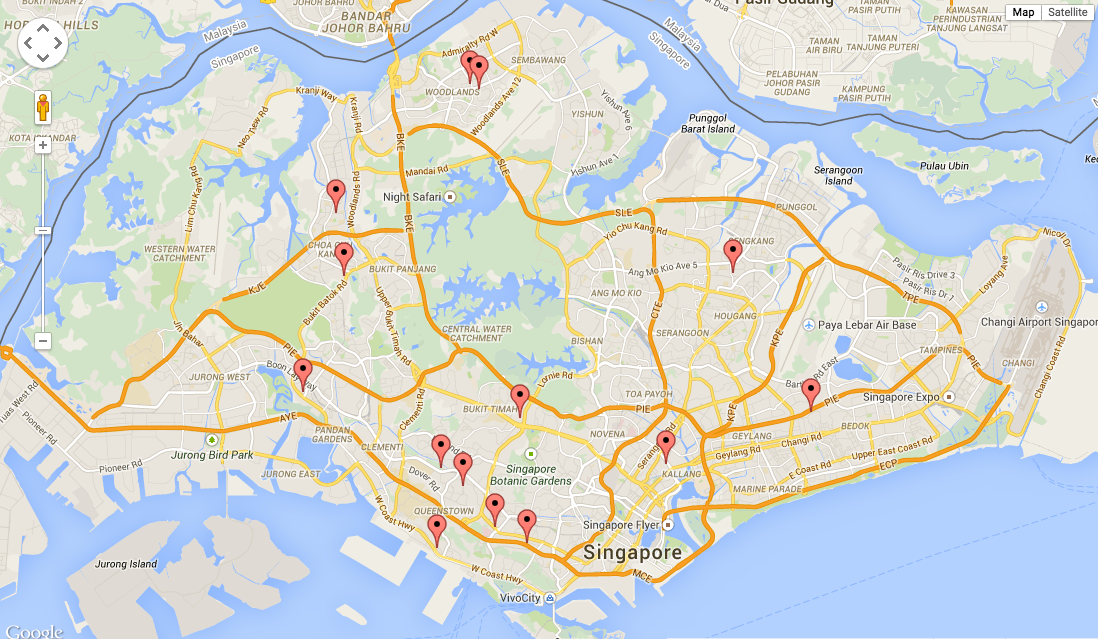 NUSAJAYA INDAH 2
BANDAR
JOHOR BAHRU
Pasir Gudang
Map
Satellite
HORIZON HILLS
Malaysia
Singapore
Admiralty Rd W
SEMBAWANG
Malaysia
Singapore
TAMAN
AIR BIRU
TAMAN
PASIR PUTIH
TAMAN
TANJUNG PUTERI
KAWASAN
PERINDUSTRIAN
TANJUNG LANGSAT
PELABUHAN
JOHOR PASIR
GUDANG
KAMPUNG
PASIR PUTIH
WOODLANDS
Woodlands Ave 12
Kranji Way
Kranji Rd
Neo Tiew Rd
YISHUN
Yishun Ave 6
Punggol
Barat Island
KOTA ISKANDAR
BKE
Mandai Rd
SLE
Yishun Ave 1
Pulau Ubin
Serangoon
Island
Lim Chu Kang Rd
Woodlands Rd
Night Safari
PUNGGOL
SLE
BKE
Yio Chu Kang Rd
SENGKANG
Nicoll Dr
WESTERN WATER
CATCHMENT
CHOA CHU
KANG
BUKIT PANJANG
Ang Mo Kio Ave 5
Pasir Ris Drive 3
Pasir Ris Dr 1
Loyang Ave
KJE
Bukit Batok Rd
Upper Bukit Timah Rd
ANG MO KIO
CTE
TPE
HOUGANG
Paya Lebar Air Base
Changi Airport Singapore
Jln Bahar
PIE
CENTRAL WATER
CATCHMENT
BISHAN
SERANGOON
KPE
TAMPINES
PIE
CHANGI
Changi Coast Rd
JURONG WEST
Boon Lay Way
Lornie Rd
TOA PAYOH
Bartley Rd East
PIE
Singapore Expo
Tuas West Rd
Pioneer Rd
AYE
Clementi Rd
BUKIT TIMAH
PIE
KPE
PANDAN
GARDENS
CLEMENTI
NOVENA
GEYLANG
Changi Rd
BEDOK
Jurong Bird Park
Pioneer Rd
JURONG EAST
Dover Rd
Singapore
Botanic Gardens
KALLANG
Geylang Rd
E Coast Rd
Upper East Coast Rd
ECP
MARINE PARADE
W Coast Hwy
QUEENSTOWN
Singapore Flyer
Singapore
Jurong Island
W Coast Hwy
MCE
VivoCity
Google